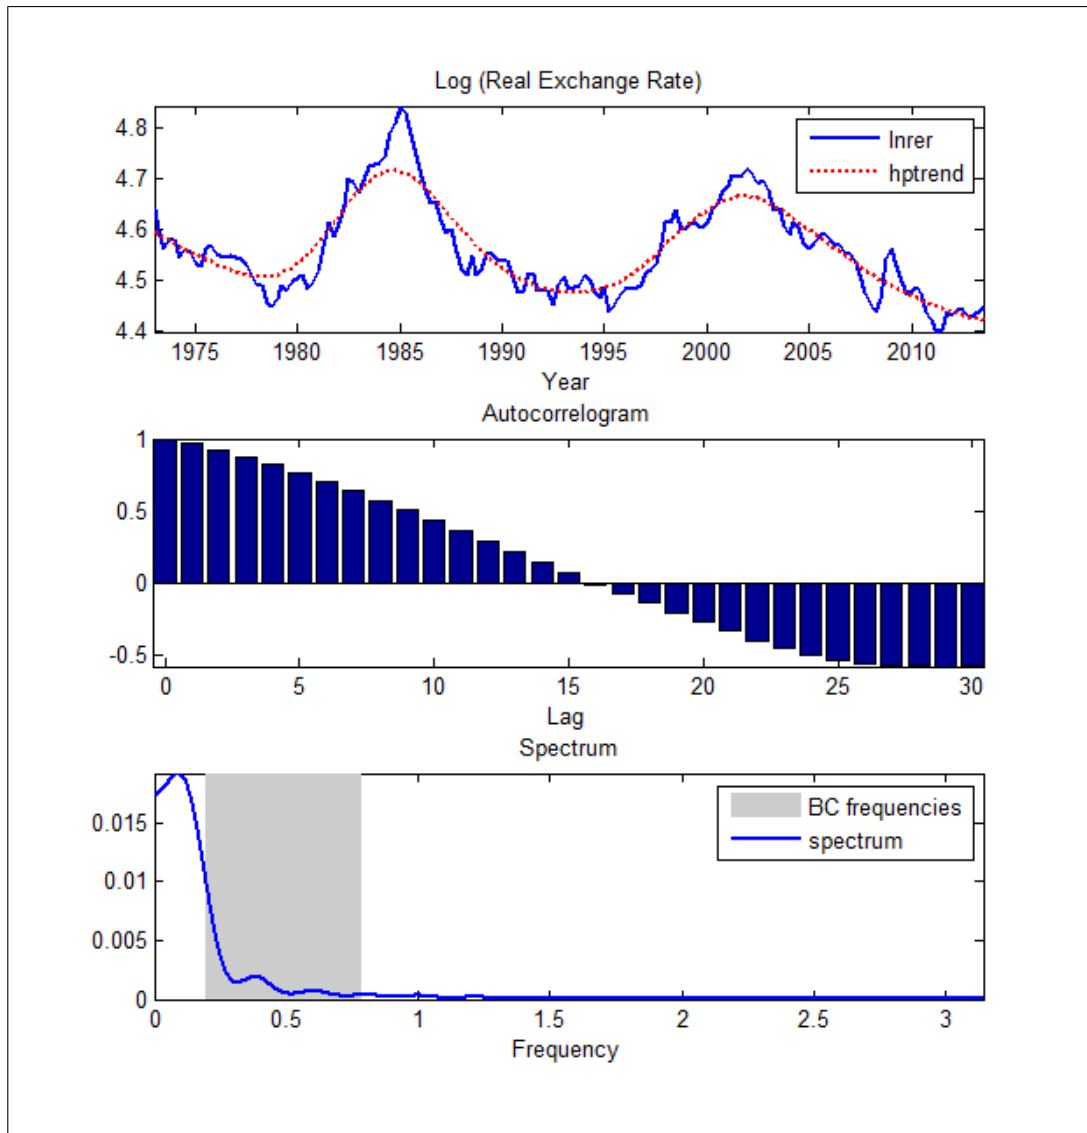 Log (Real Exchange Rate)
4.8
4.7
4.6
4.5
4.4
lnrer
hptrend
1975 1980 1985 1990 1995 2000 2005 2010
Year
Autocorrelogram
1
0.5
0
-0.5
0 5 10 15 20 25 30
Lag
Spectrum
0.015
0.01
0.005
0
BC frequencies
spectrum
0 0.5 1 1.5 2 2.5 3
Frequency